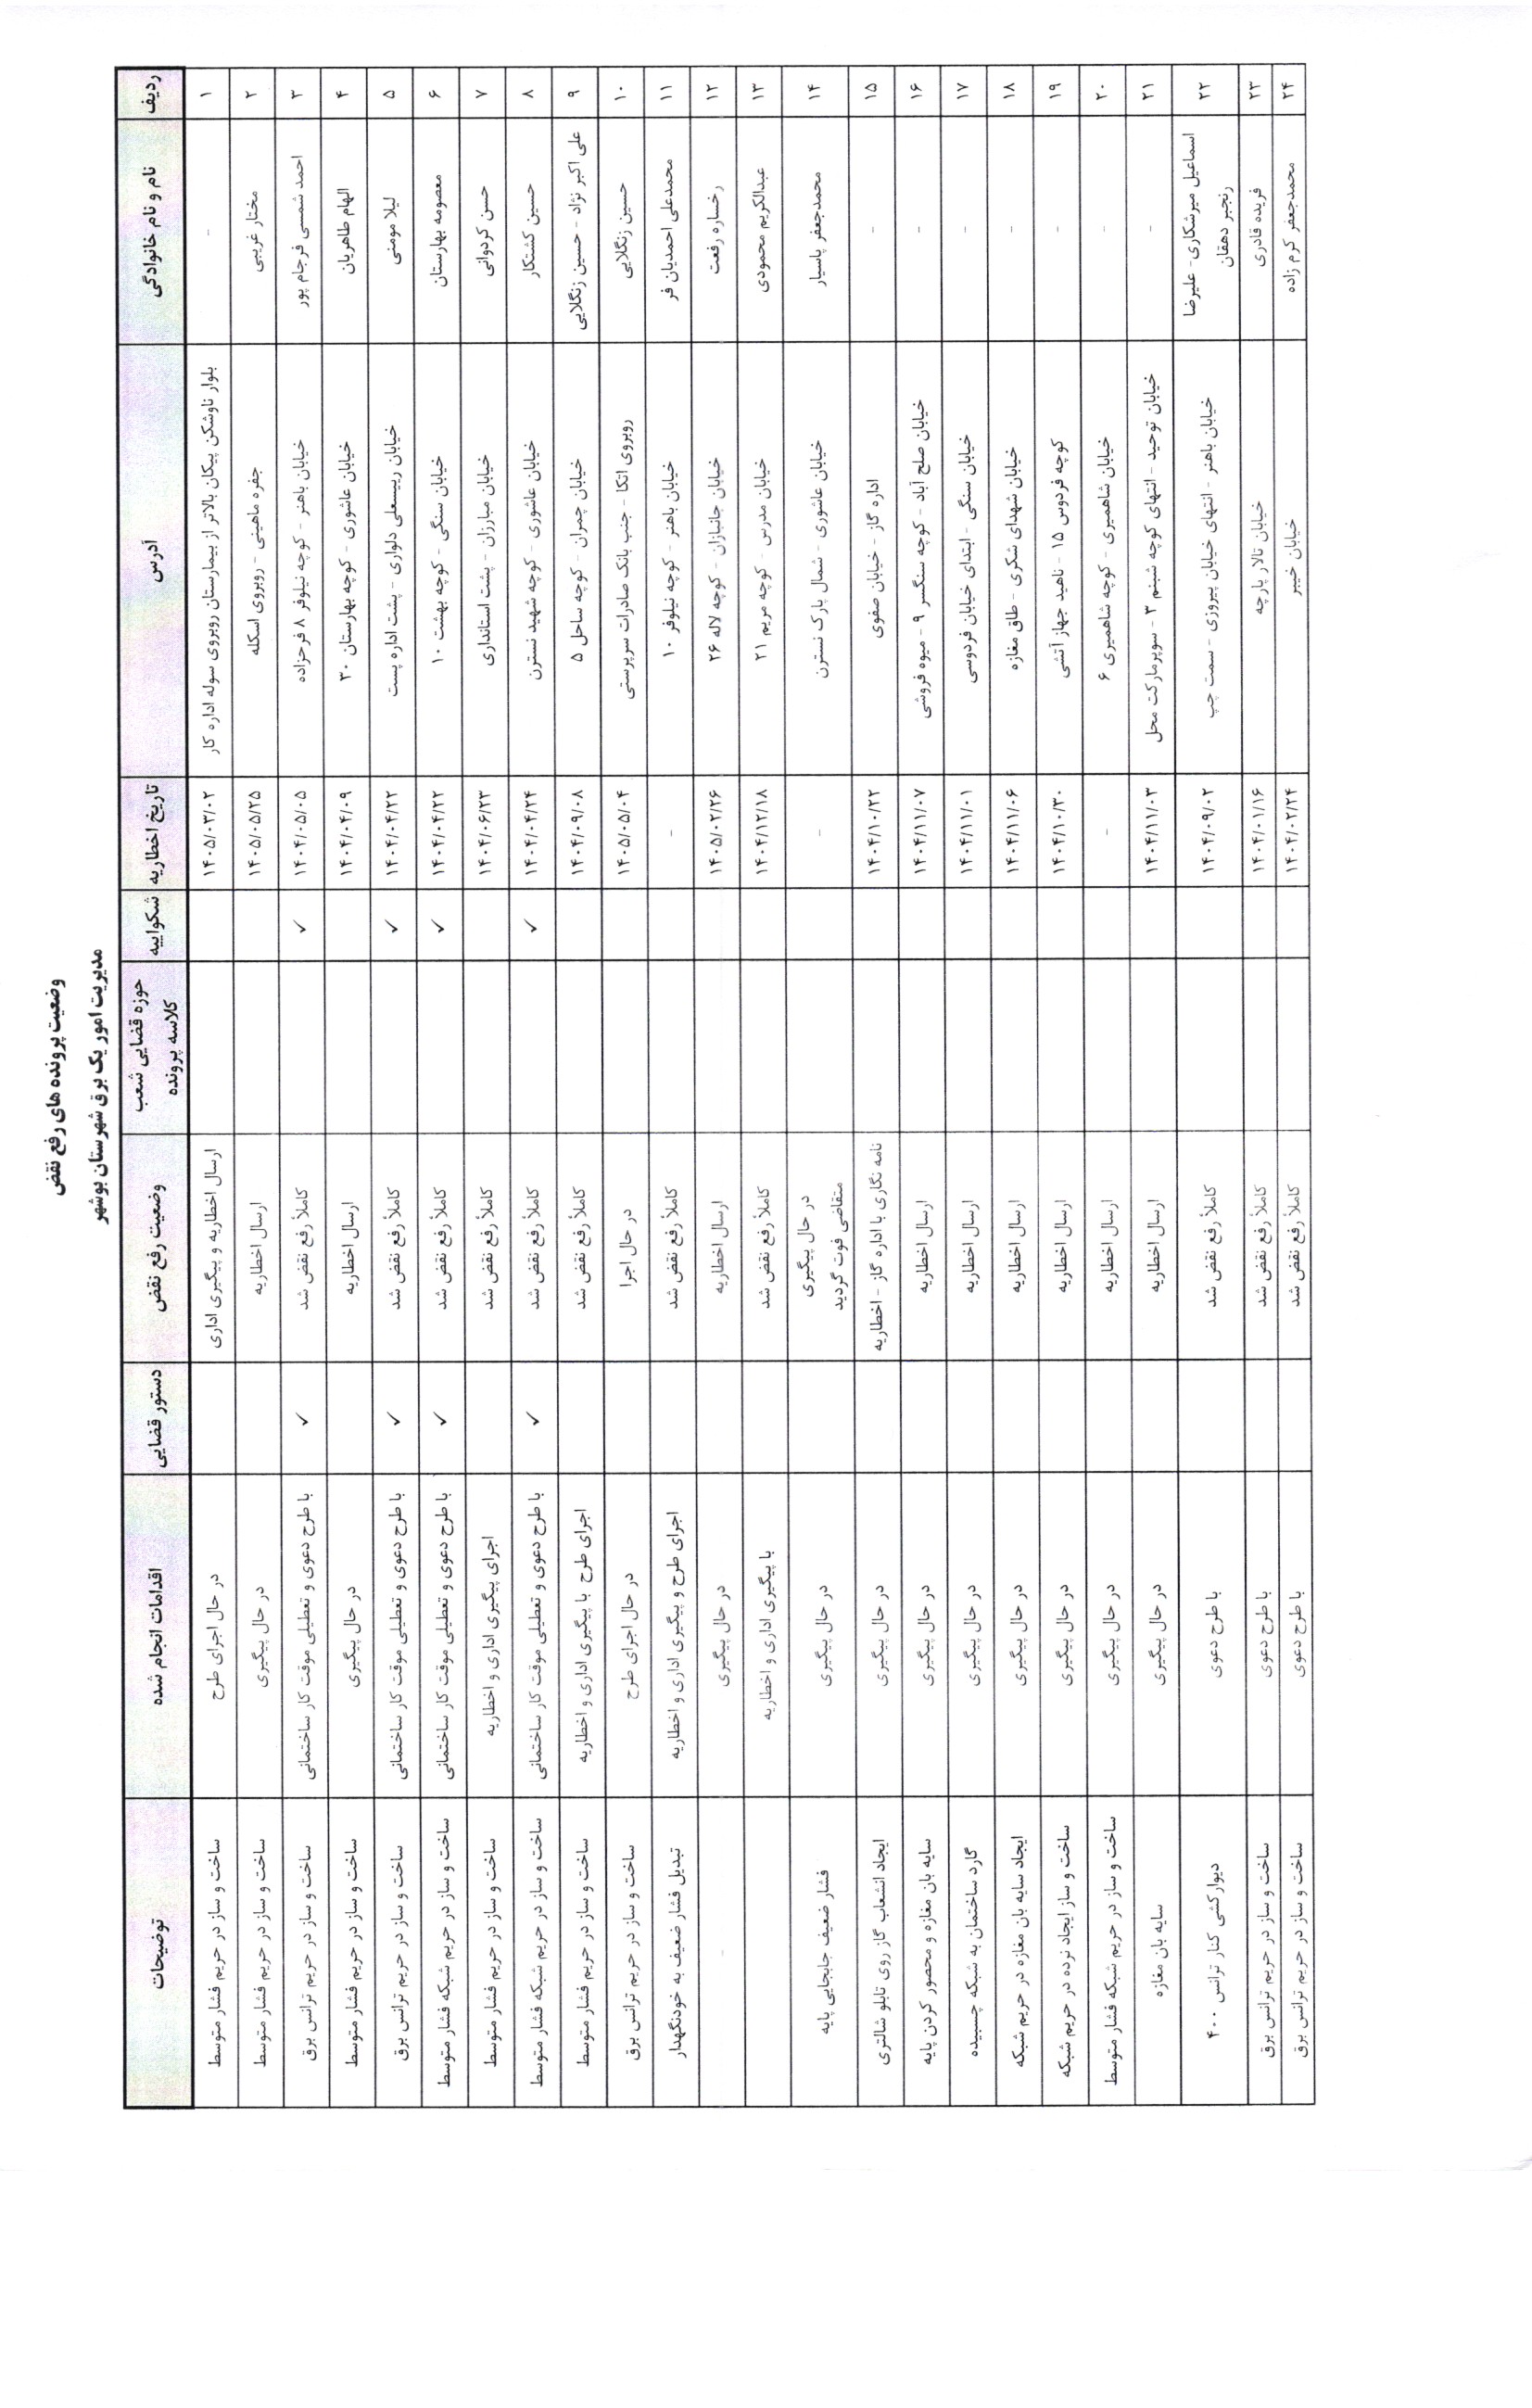 وضعیت پرونده های رفع نقض
مدیریت امور یک برق شهرستان بوشهر
ردیف | نام و نام خانوادگی | آدرس | تاریخ اخطاریه | شکواییه | حوزه قضایی شعب کلاسه پرونده | وضعیت رفع نقض | دستور قضایی | اقدامات انجام شده | توضیحات
۱ | - | بلوار ناوشکن پیکان بالاتر از بیمارستان روبروی سوله اداره کار | ۱۴۰۵/۰۳/۰۲ | | | ارسال اخطاریه و پیگیری اداری | | در حال اجرای طرح | ساخت و ساز در حریم فشار متوسط
۲ | مختار غریبی | جفره ماهینی - روبروی اسکله | ۱۴۰۵/۰۵/۲۵ | | | ارسال اخطاریه | | در حال پیگیری | ساخت و ساز در حریم فشار متوسط
۳ | احمد شمسی فرجام پور | خیابان باهنر - کوچه نیلوفر ۸ فرحزاده | ۱۴۰۴/۰۵/۰۵ | ✓ | | کاملاً رفع نقض شد | ✓ | با طرح دعوی و تعطیلی موقت کار ساختمانی | ساخت و ساز در حریم ترانس برق
۴ | الهام طاهریان | خیابان عاشوری - کوچه بهارستان ۳۰ | ۱۴۰۴/۰۴/۰۹ | | | ارسال اخطاریه | | در حال پیگیری | ساخت و ساز در حریم فشار متوسط
۵ | لیلا مومنی | خیابان رییسعلی دلواری - پشت اداره پست | ۱۴۰۴/۰۴/۲۲ | ✓ | | کاملاً رفع نقض شد | ✓ | با طرح دعوی و تعطیلی موقت کار ساختمانی | ساخت و ساز در حریم ترانس برق
۶ | معصومه بهارستان | خیابان سنگی - کوچه بهشت ۱۰ | ۱۴۰۴/۰۴/۲۲ | ✓ | | کاملاً رفع نقض شد | ✓ | با طرح دعوی و تعطیلی موقت کار ساختمانی | ساخت و ساز در حریم شبکه فشار متوسط
۷ | حسن کردوانی | خیابان مبارزان - پشت استانداری | ۱۴۰۴/۰۶/۲۳ | | | کاملاً رفع نقض شد | | اجرای پیگیری اداری و اخطاریه | ساخت و ساز در حریم فشار متوسط
۸ | حسین کشتکار | خیابان عاشوری - کوچه شهید نسترن | ۱۴۰۴/۰۴/۲۴ | ✓ | | کاملاً رفع نقض شد | ✓ | با طرح دعوی و تعطیلی موقت کار ساختمانی | ساخت و ساز در حریم شبکه فشار متوسط
۹ | علی اکبر نژاد - حسین زنگلایی | خیابان چمران - کوچه ساحل ۵ | ۱۴۰۴/۰۹/۰۸ | | | کاملاً رفع نقض شد | | اجرای طرح با پیگیری اداری و اخطاریه | ساخت و ساز در حریم فشار متوسط
۱۰ | حسین زنگلایی | روبروی اتکا - جنب بانک صادرات سرپرستی | ۱۴۰۵/۰۵/۰۴ | | | در حال اجرا | | در حال اجرای طرح | ساخت و ساز در حریم ترانس برق
۱۱ | محمدعلی احمدیان فر | خیابان باهنر - کوچه نیلوفر ۱۰ | - | | | کاملاً رفع نقض شد | | اجرای طرح و پیگیری اداری و اخطاریه | تبدیل فشار ضعیف به خودنگهدار
۱۲ | رخساره رفعت | خیابان جانبازان - کوچه لاله ۲۶ | ۱۴۰۵/۰۲/۲۶ | | | ارسال اخطاریه | | در حال پیگیری | -
۱۳ | عبدالکریم محمودی | خیابان مدرس - کوچه مریم ۲۱ | ۱۴۰۴/۱۲/۱۸ | | | کاملاً رفع نقض شد | | با پیگیری اداری و اخطاریه |
۱۴ | محمدجعفر پاسیار | خیابان عاشوری - شمال پارک نسترن | - | | | در حال پیگیری متقاضی فوت گردید | | در حال پیگیری | فشار ضعیف جابجایی پایه
۱۵ | - | اداره گاز - خیابان صفوی | ۱۴۰۴/۱۰/۲۲ | | | نامه نگاری با اداره گاز - اخطاریه | | در حال پیگیری | ایجاد انشعاب گاز روی تابلو شالتری
۱۶ | - | خیابان صلح آباد - کوچه سنگسر ۹ - میوه فروشی | ۱۴۰۴/۱۱/۰۷ | | | ارسال اخطاریه | | در حال پیگیری | سایه بان مغازه و محصور کردن پایه
۱۷ | - | خیابان سنگی - ابتدای خیابان فردوسی | ۱۴۰۴/۱۱/۰۱ | | | ارسال اخطاریه | | در حال پیگیری | گارد ساختمان به شبکه چسبیده
۱۸ | - | خیابان شهدای شکری - طاق مغازه | ۱۴۰۴/۱۱/۰۶ | | | ارسال اخطاریه | | در حال پیگیری | ایجاد سایه بان مغازه در حریم شبکه
۱۹ | - | کوچه فردوس ۱۵ - ناهید جهاز آتشی | ۱۴۰۴/۱۰/۳۰ | | | ارسال اخطاریه | | در حال پیگیری | ساخت و ساز ایجاد نرده در حریم شبکه
۲۰ | - | خیابان شاهمیری - کوچه شاهمیری ۶ | - | | | ارسال اخطاریه | | در حال پیگیری | ساخت و ساز در حریم شبکه فشار متوسط
۲۱ | - | خیابان توحید - انتهای کوچه شبنم ۳ - سوپرمارکت محل | ۱۴۰۴/۱۱/۰۳ | | | ارسال اخطاریه | | در حال پیگیری | سایه بان مغازه
۲۲ | اسماعیل میرشکاری- علیرضا رنجبر دهقان | خیابان باهنر - انتهای خیابان پیروزی - سمت چپ | ۱۴۰۴/۰۹/۰۲ | | | کاملاً رفع نقض شد | | با طرح دعوی | دیوارکشی کنار ترانس ۴۰۰
۲۳ | فریده قادری | خیابان تالار پارچه | ۱۴۰۴/۰۱/۱۶ | | | کاملاً رفع نقض شد | | با طرح دعوی | ساخت و ساز در حریم ترانس برق
۲۴ | محمدجعفر کرم زاده | خیابان خیبر | ۱۴۰۴/۰۲/۲۴ | | | کاملاً رفع نقض شد | | با طرح دعوی | ساخت و ساز در حریم ترانس برق